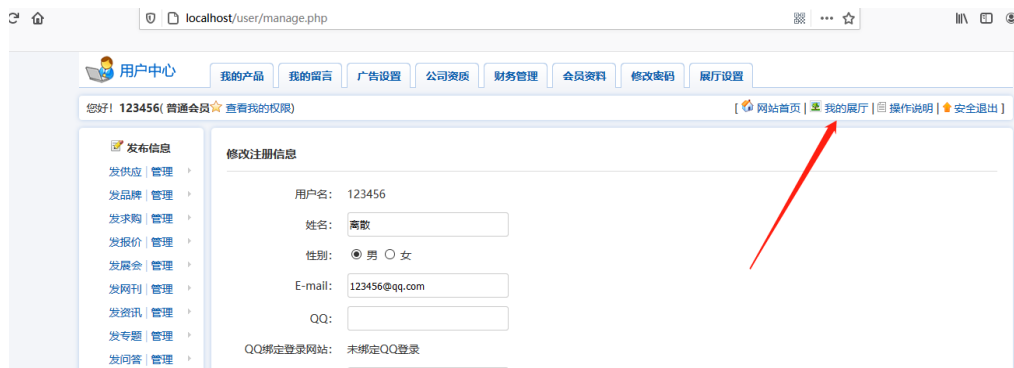 localhost/user/manage.php
用户中心 我的产品 我的留言 广告设置 公司资质 财务管理 会员资料 修改密码 展厅设置
您好！123456( 普通会员 查看我的权限) [ 网站首页 | 我的展厅 | 操作说明 | 安全退出 ]
发布信息
发供应 | 管理
发品牌 | 管理
发求购 | 管理
发报价 | 管理
发展会 | 管理
发网刊 | 管理
发资讯 | 管理
发专题 | 管理
发问答 | 管理
修改注册信息
用户名： 123456
姓名： 离散
性别： 男 女
E-mail： 123456@qq.com
QQ：
QQ绑定登录网站： 未绑定QQ登录